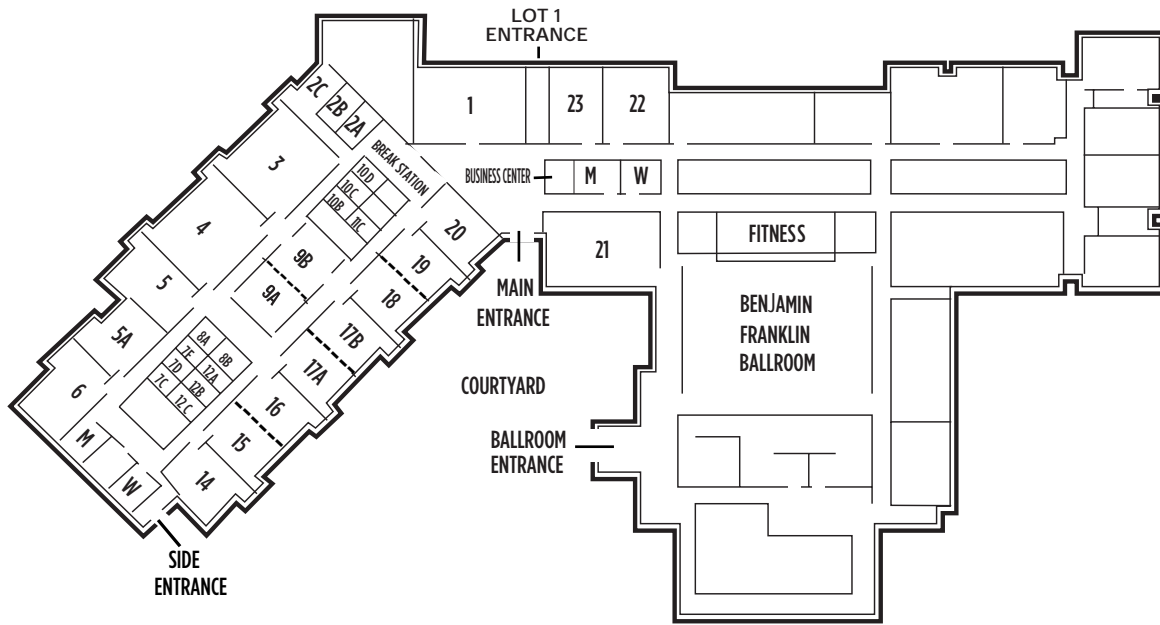 LOT 1
ENTRANCE
1
23
22
2C
2B
2A
3
BREAK STATION
BUSINESS CENTER
M
W
10D
10C
10B
11C
4
20
21
FITNESS
9B
19
5
9A
18
MAIN
ENTRANCE
BENJAMIN
FRANKLIN
BALLROOM
5A
17B
8A
8B
7E
12A
7D
12B
7C
12C
17A
COURTYARD
6
16
M
15
BALLROOM
ENTRANCE
W
14
SIDE
ENTRANCE